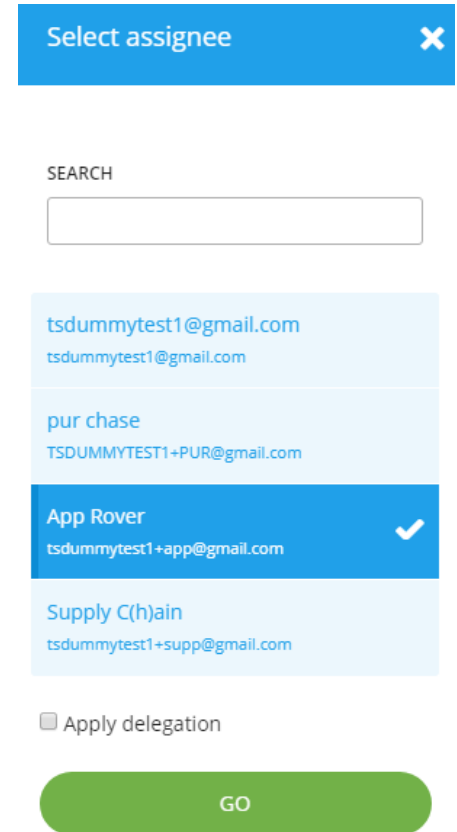 Select assignee
SEARCH
tsdummytest1@gmail.com
tsdummytest1@gmail.com
pur chase
TSDUMMYTEST1+PUR@gmail.com
App Rover
tsdummytest1+app@gmail.com
Supply C(h)ain
tsdummytest1+supp@gmail.com
Apply delegation
GO